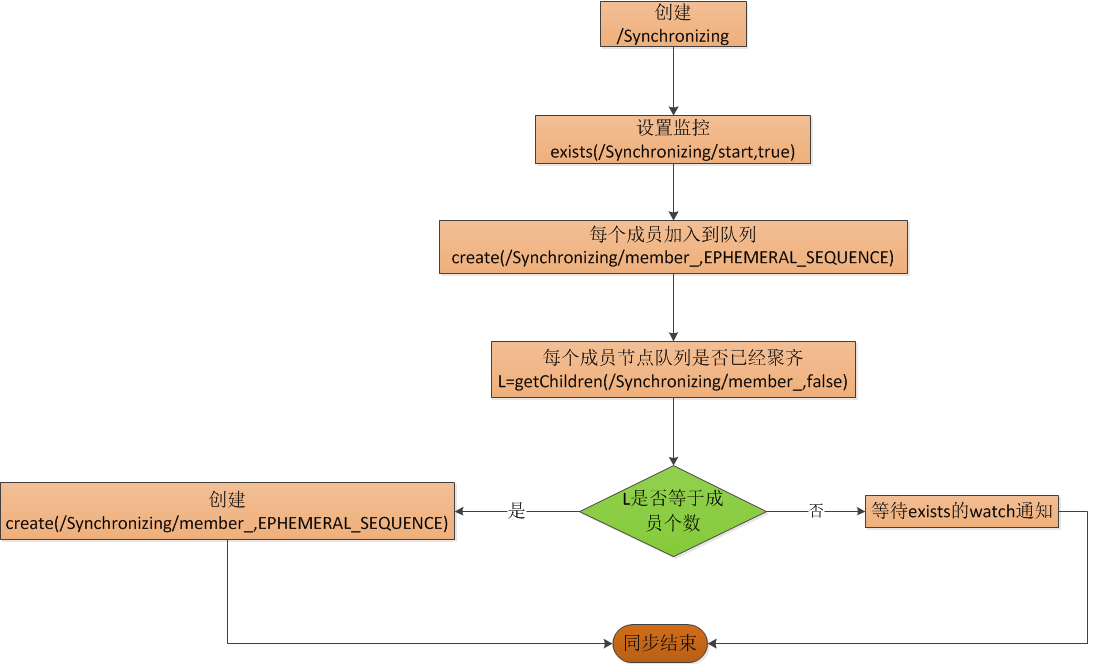 创建
/Synchronizing
设置监控
exists(/Synchronizing/start,true)
每个成员加入到队列
create(/Synchronizing/member_,EPHEMERAL_SEQUENCE)
每个成员节点队列是否已经聚齐
L=getChildren(/Synchronizing/member_,false)
L是否等于成
员个数
是
否
创建
create(/Synchronizing/member_,EPHEMERAL_SEQUENCE)
等待exists的watch通知
同步结束